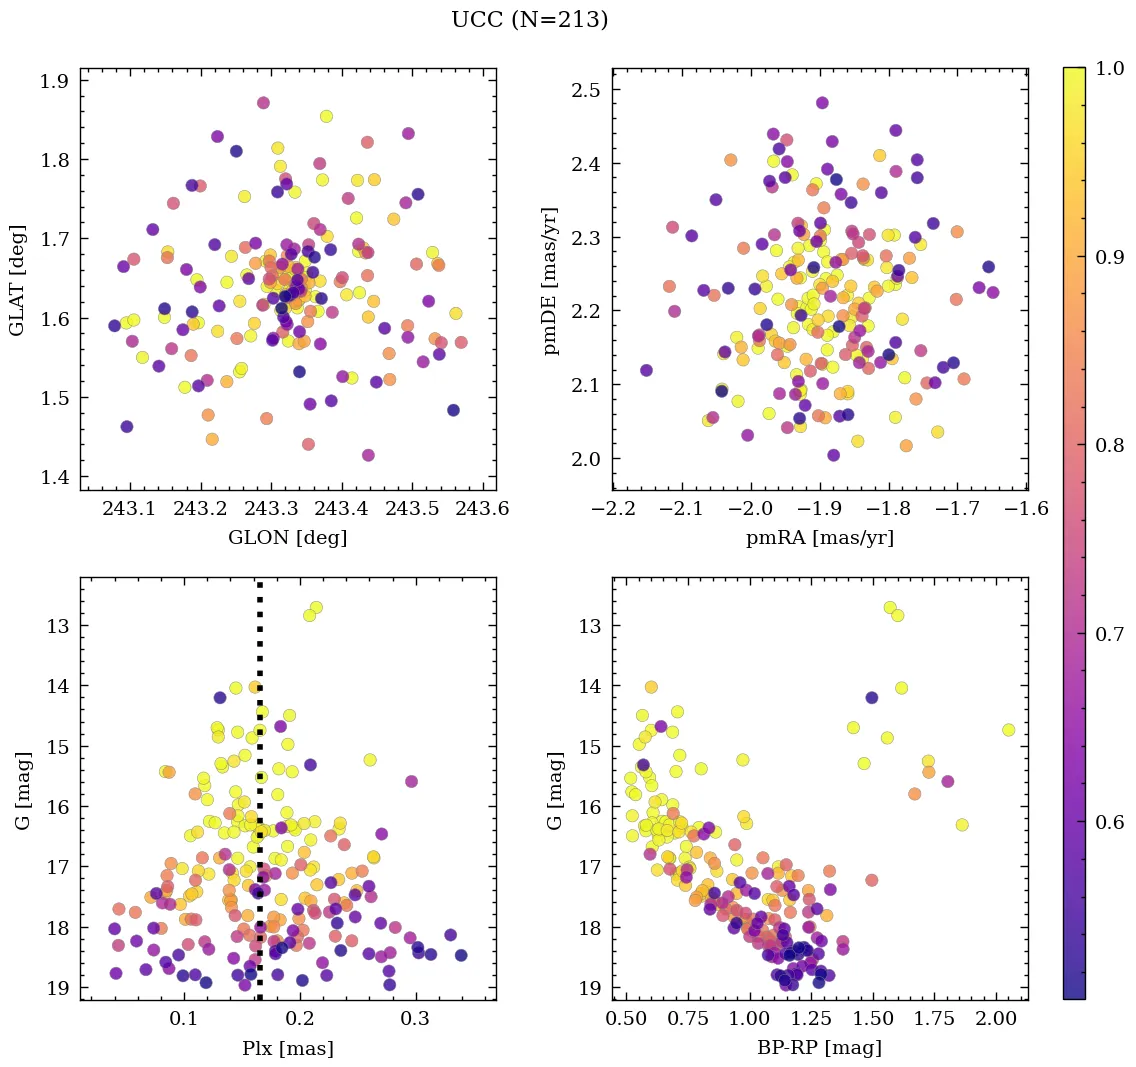 UCC (N=213)
1.9
1.8
1.7
1.6
1.5
1.4
GLAT [deg]
243.1 243.2 243.3 243.4 243.5 243.6
GLON [deg]
2.5
2.4
2.3
2.2
2.1
2.0
pmDE [mas/yr]
−2.2 −2.1 −2.0 −1.9 −1.8 −1.7 −1.6
pmRA [mas/yr]
1.0
0.9
0.8
0.7
0.6
13
14
15
16
17
18
19
G [mag]
0.1 0.2 0.3
Plx [mas]
13
14
15
16
17
18
19
G [mag]
0.50 0.75 1.00 1.25 1.50 1.75 2.00
BP-RP [mag]